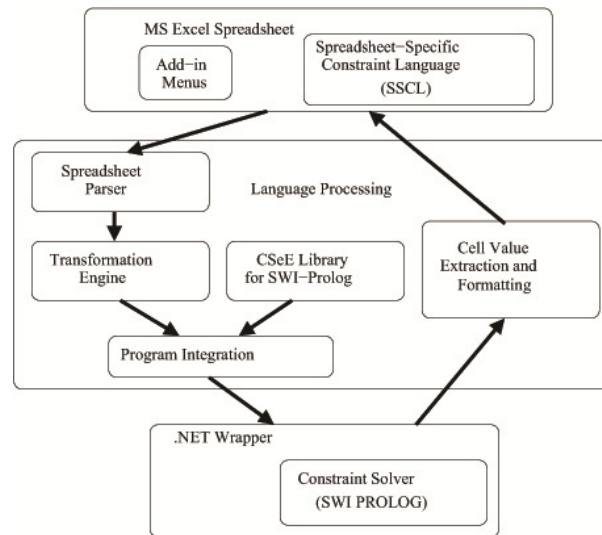 MS Excel Spreadsheet
Add-in
Menus
Spreadsheet-Specific
Constraint Language
(SSCL)
Spreadsheet
Parser
Language Processing
Transformation
Engine
CSeE Library
for SWI-Prolog
Cell Value
Extraction and
Formatting
Program Integration
.NET Wrapper
Constraint Solver
(SWI PROLOG)